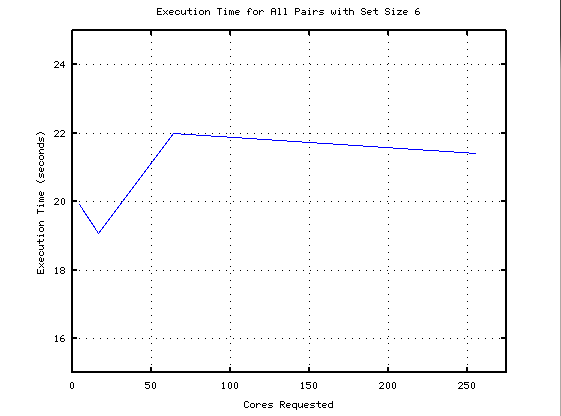 Execution Time for All Pairs with Set Size 6
24
22
20
18
16
Execution Time (seconds)
0 50 100 150 200 250
Cores Requested